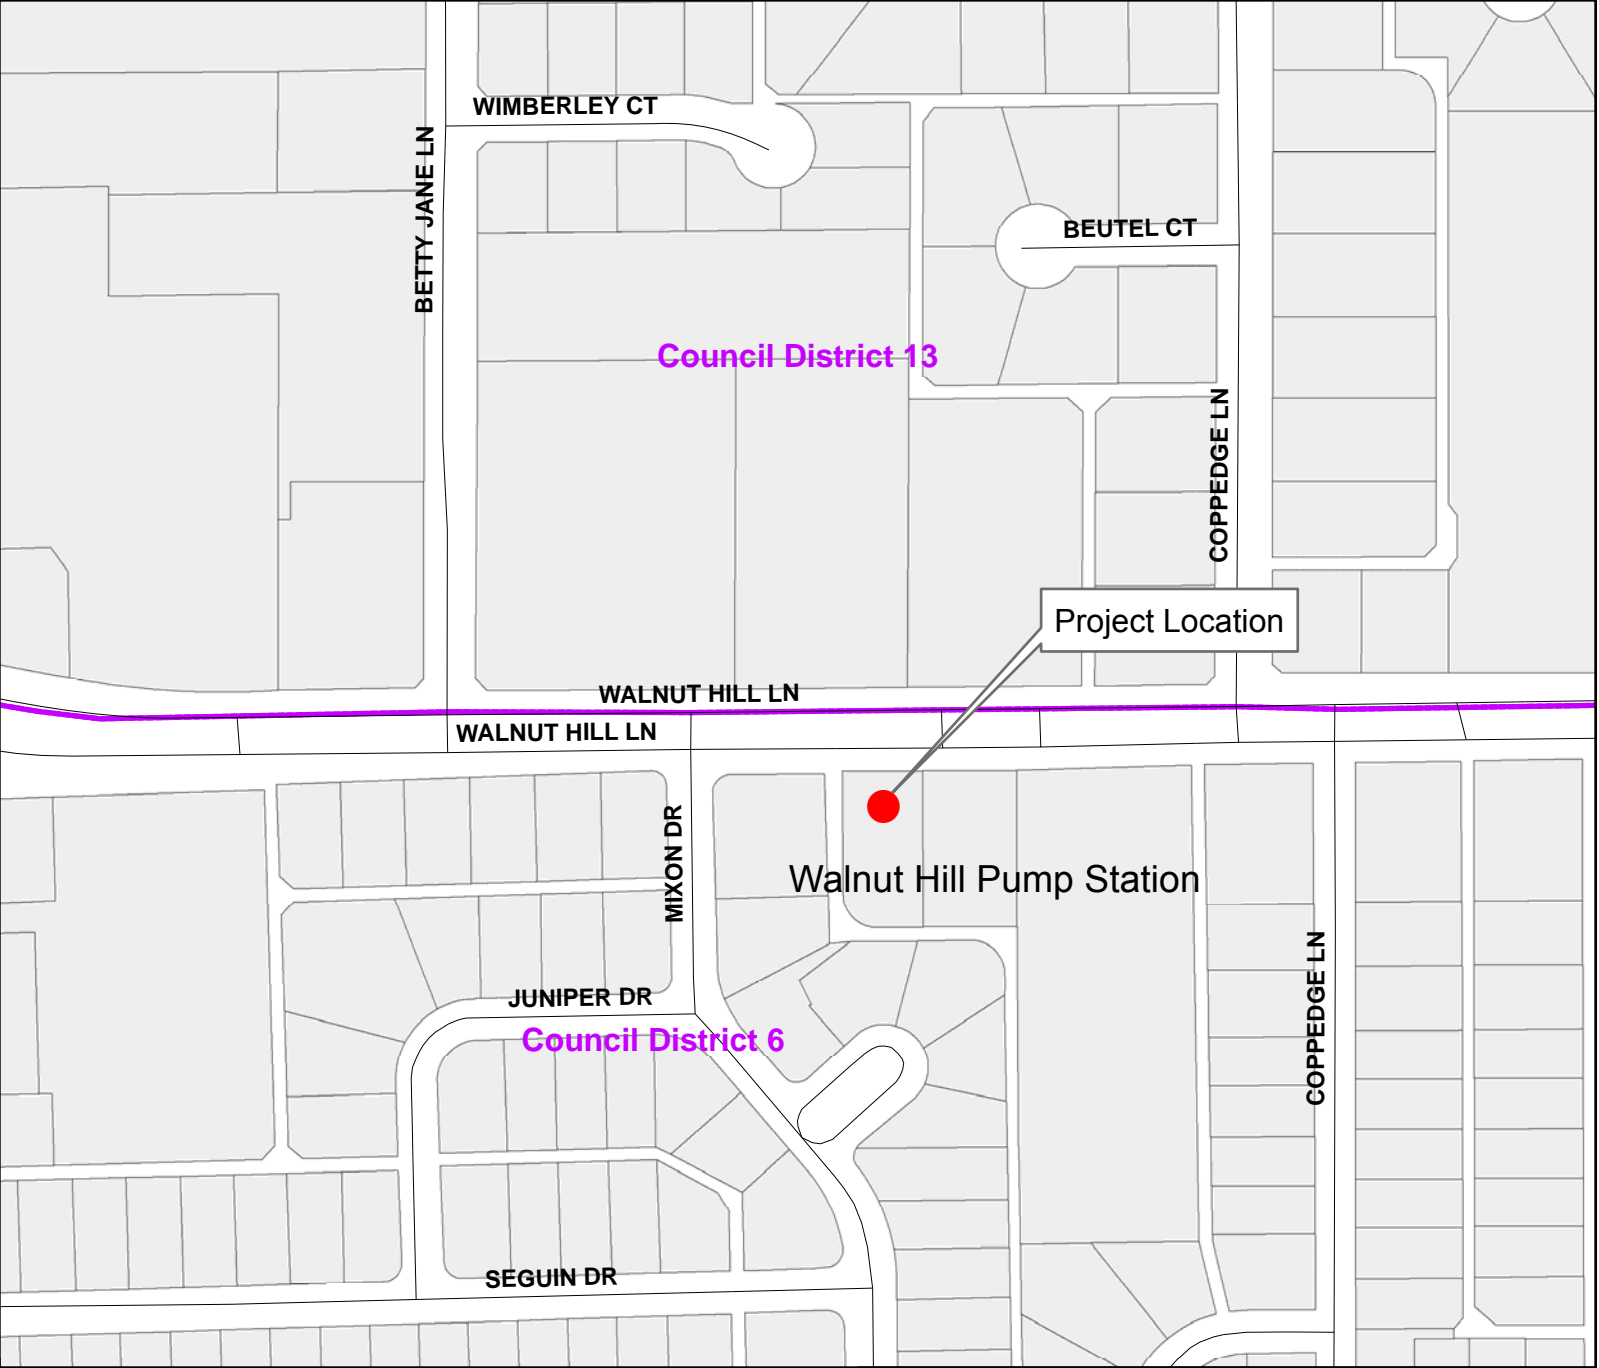 WIMBERLEY CT
BETTY JANE LN
BEUTEL CT
Council District 13
COPPEDGE LN
Project Location
WALNUT HILL LN
WALNUT HILL LN
MIXON DR
Walnut Hill Pump Station
COPPEDGE LN
JUNIPER DR
Council District 6
SEGUIN DR